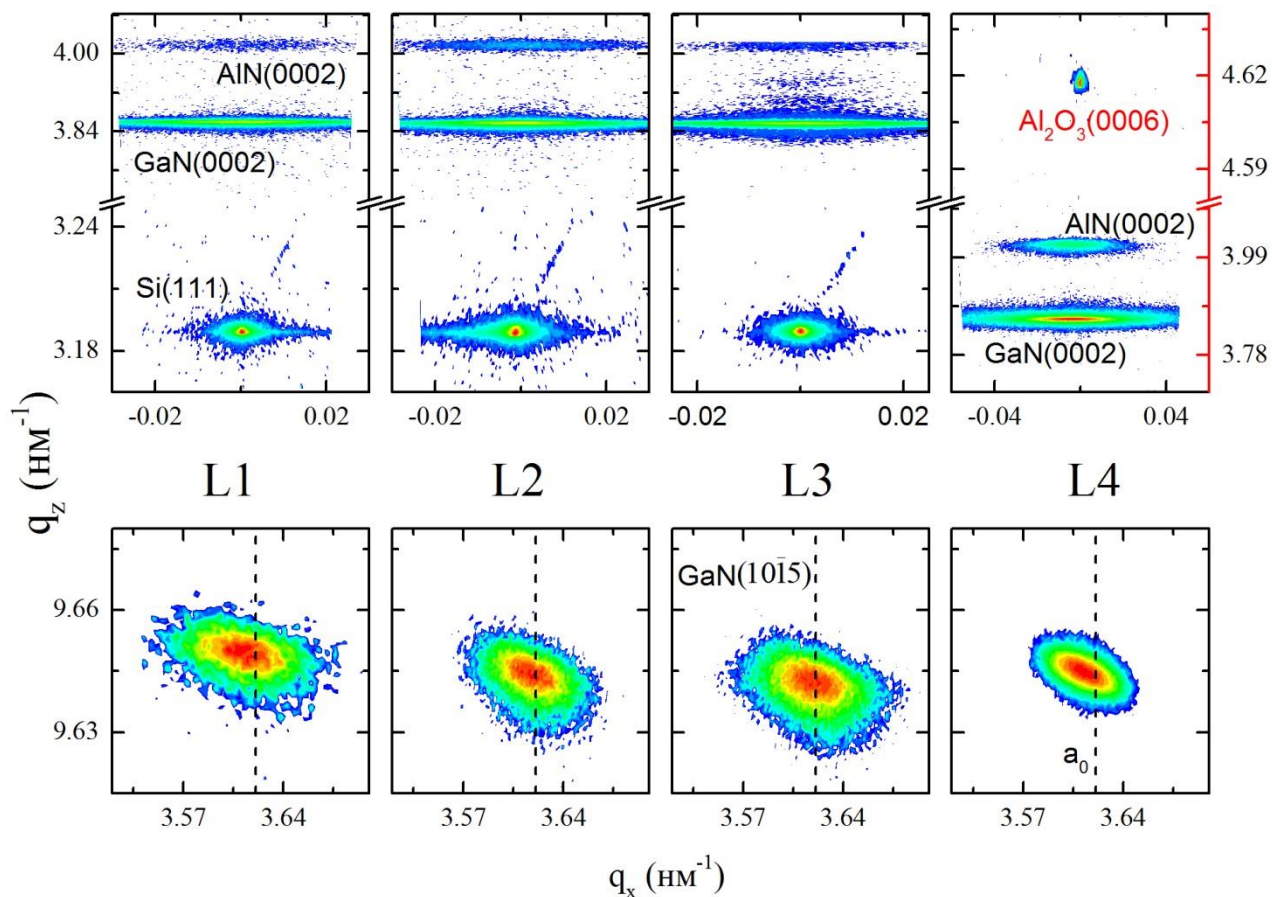 4.00
3.84
3.24
3.18
AlN(0002)
GaN(0002)
Si(111)
4.62
4.59
3.99
3.78
Al₂O₃(0006)
AlN(0002)
GaN(0002)
-0.02 0.02
-0.02 0.02
-0.02 0.02
-0.04 0.04
qz (нм⁻¹)
L1 L2 L3 L4
9.66
9.63
GaN(101̄5)
a₀
3.57 3.64
3.57 3.64
3.57 3.64
3.57 3.64
qx (нм⁻¹)